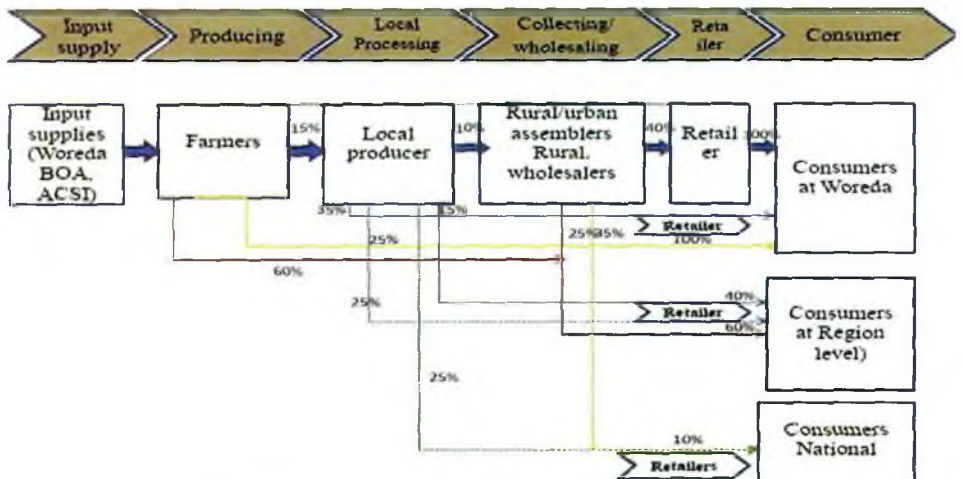 Input
supply
Producing
Local
Processing
Collecting/
wholesaling
Reta
iler
Consumer
Input
supplies
(Woreda
BOA,
ACSI)
Farmers
15%
Local
producer
10%
Rural/urban
assemblers
Rural,
wholesalers
40%
Retail
er
100%
Consumers
at Woreda
35%
15%
Retailer
25%
25%
35%
100%
60%
25%
40%
Retailer
60%
Consumers
at Region
level)
25%
10%
Retailers
Consumers
National